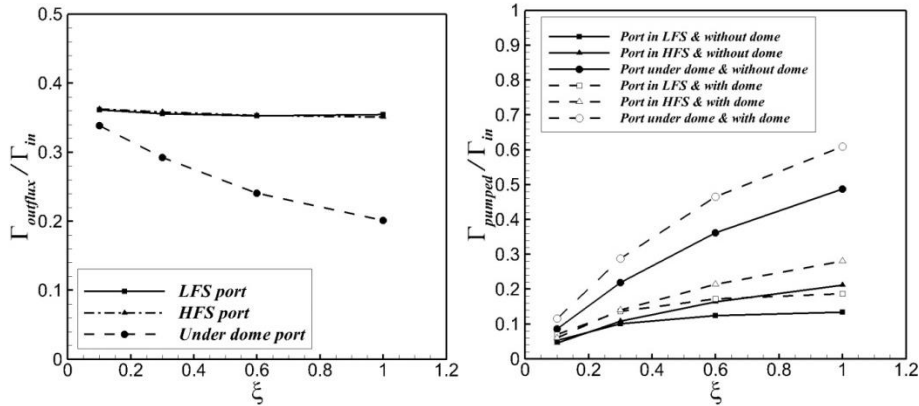 0.5
0.4
0.3
0.2
0.1
0
Γoutflux/Γin
LFS port
HFS port
Under dome port
0 0.2 0.4 0.6 0.8 1 1.2
ξ
1
0.9
0.8
0.7
0.6
0.5
0.4
0.3
0.2
0.1
0
Γpumped/Γin
Port in LFS & without dome
Port in HFS & without dome
Port under dome & without dome
Port in LFS & with dome
Port in HFS & with dome
Port under dome & with dome
0 0.2 0.4 0.6 0.8 1 1.2
ξ